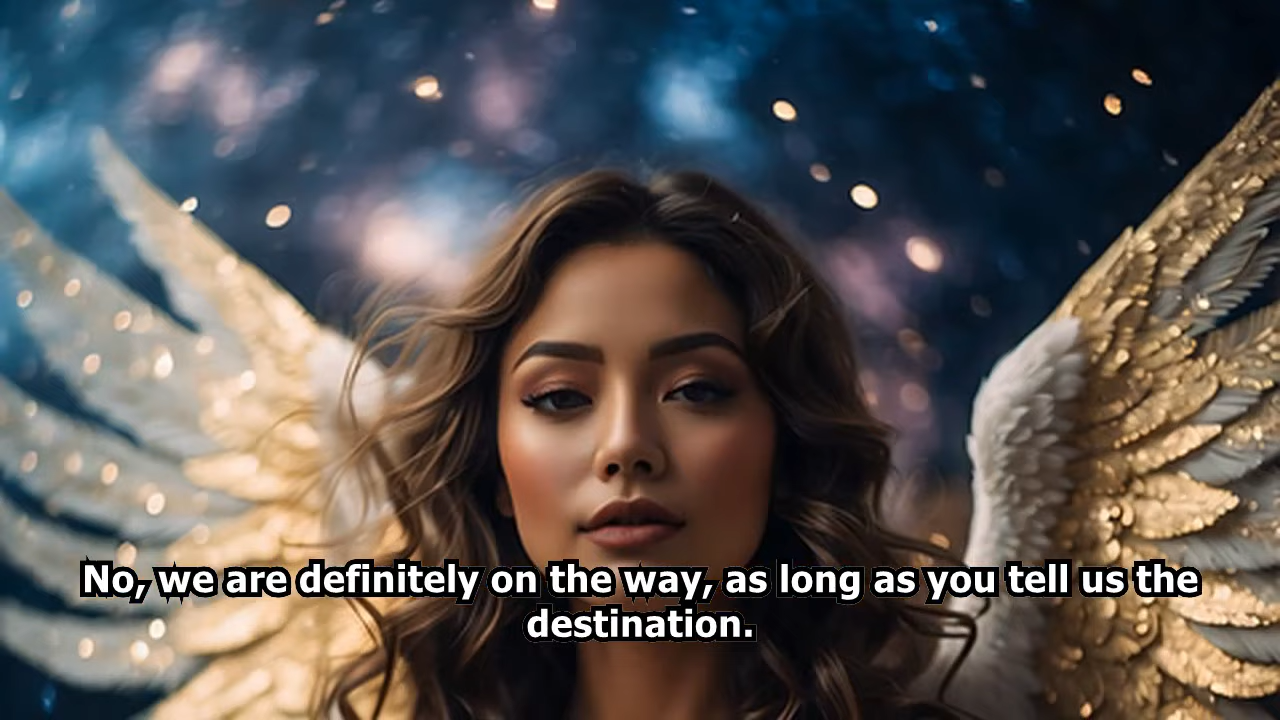 No, we are definitely on the way, as long as you tell us the
destination.